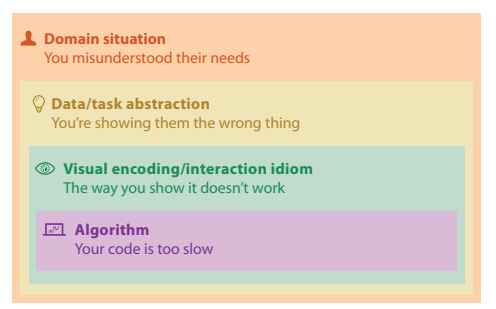 Domain situation
You misunderstood their needs
Data/task abstraction
You're showing them the wrong thing
Visual encoding/interaction idiom
The way you show it doesn't work
Algorithm
Your code is too slow